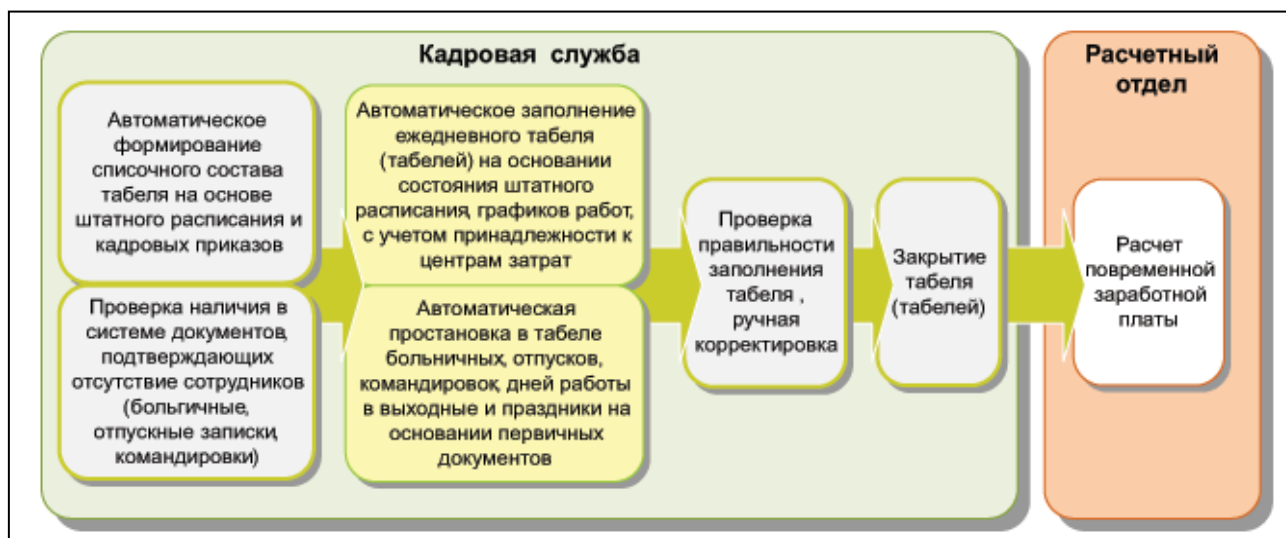 Кадровая служба
Автоматическое
формирование
списочного состава
табеля на основе
штатного расписания и
кадровых приказов
Проверка наличия в
системе документов,
подтверждающих
отсутствие сотрудников
(больгичные,
отпускные записки,
командировки)
Автоматическое заполнение
ежедневного табеля
(табелей) на основании
состояния штатного
расписания, графиков работ,
с учетом принадлежности к
центрам затрат
Автоматическая
простановка в табеле
больничных, отпусков,
командировок, дней работы
в выходные и праздники на
основании первичных
документов
Проверка
правильности
заполнения
табеля ,
ручная
корректировка
Закрытие
табеля
(табелей)
Расчетный
отдел
Расчет
повременной
заработной
платы